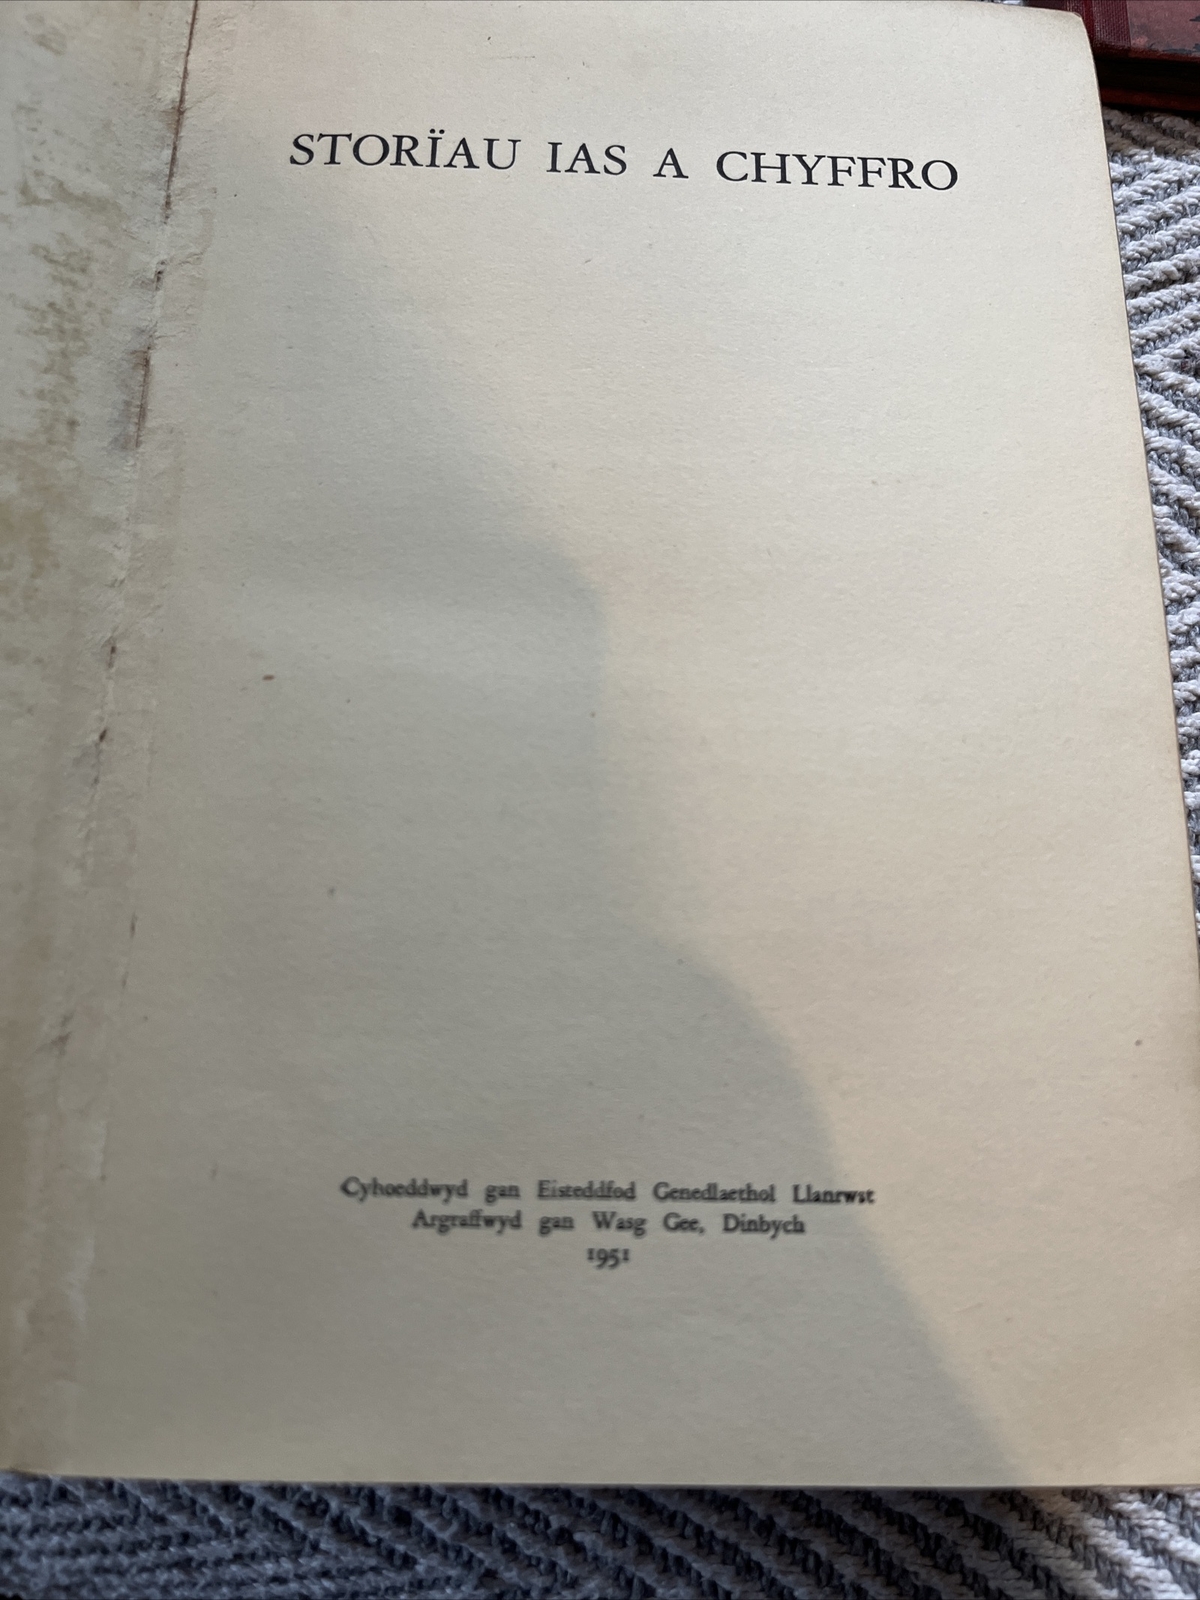 STORÏAU IAS A CHYFFRO
Cyhoeddwyd gan Eisteddfod Genedlaethol Llanrwst
Argraffwyd gan Wasg Gee, Dinbych
1951